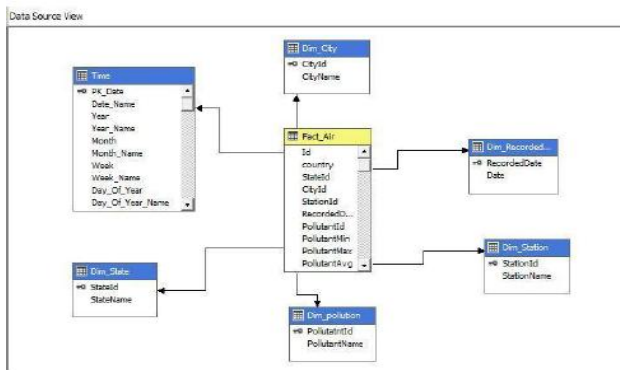 Data Source View
Dim_City
CityId
CityName
Time
PK_Date
Date_Name
Year
Year_Name
Month
Month_Name
Week
Week_Name
Day_Of_Year
Day_Of_Year_Name
Fact_Air
Id
country
StateId
CityId
StationId
RecordedD...
PollutantId
PollutantMin
PollutantMax
PollutantAvg
Dim_Recorded...
RecordedDate
Date
Dim_Station
StationId
StationName
Dim_State
StateId
StateName
Dim_pollution
PollutantId
PollutantName